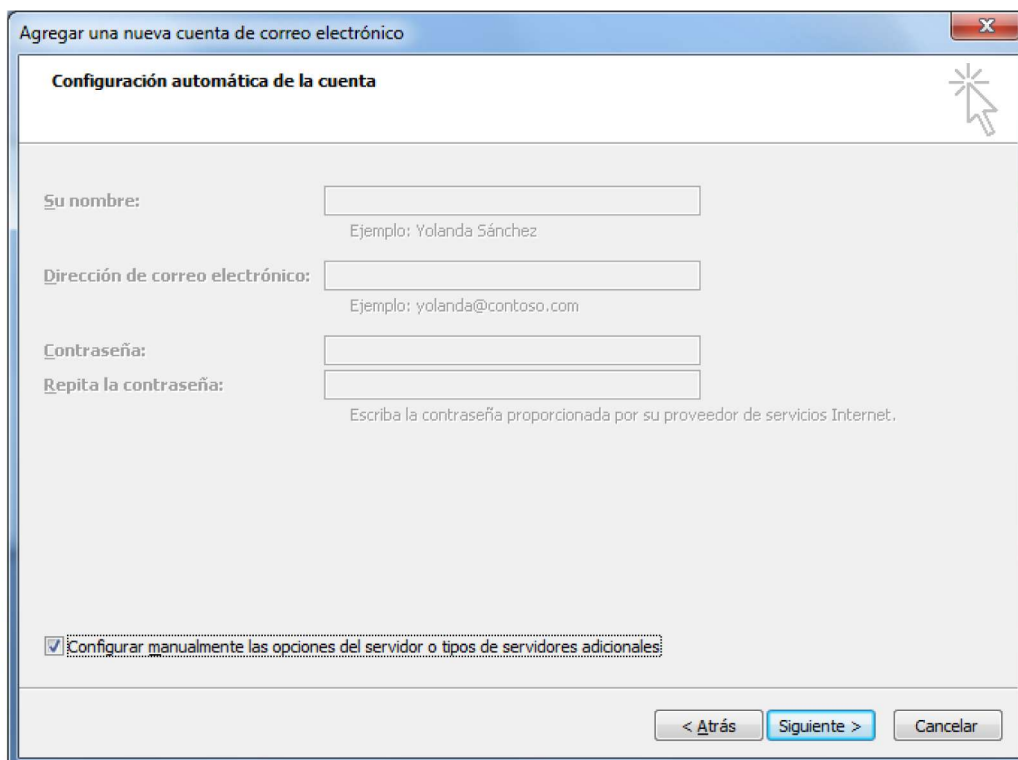 Agregar una nueva cuenta de correo electrónico
Configuración automática de la cuenta
Su nombre:
Ejemplo: Yolanda Sánchez
Dirección de correo electrónico:
Ejemplo: yolanda@contoso.com
Contraseña:
Repita la contraseña:
Escriba la contraseña proporcionada por su proveedor de servicios Internet.
Configurar manualmente las opciones del servidor o tipos de servidores adicionales
< Atrás Siguiente > Cancelar